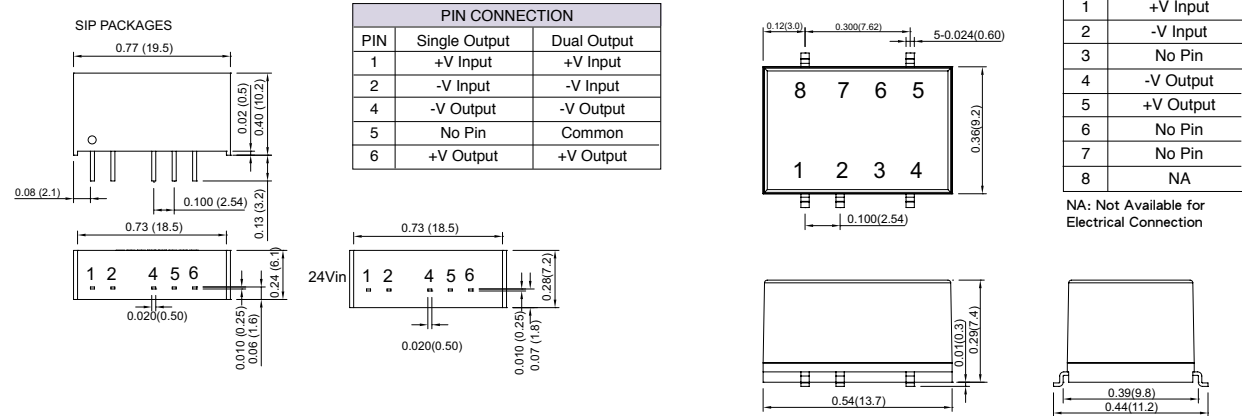 SIP PACKAGES
0.77 (19.5)
0.02 (0.5)
0.40 (10.2)
0.08 (2.1)
0.100 (2.54)
0.13 (3.2)
0.73 (18.5)
1 2 4 5 6
0.24 (6.1)
0.020(0.50)
0.010 (0.25)
0.06 (1.6)
PIN CONNECTION
PIN Single Output Dual Output
1 +V Input +V Input
2 -V Input -V Input
4 -V Output -V Output
5 No Pin Common
6 +V Output +V Output
24Vin
0.73 (18.5)
1 2 4 5 6
0.28(7.2)
0.020(0.50)
0.010 (0.25)
0.07 (1.8)
0.12(3.0)
0.300(7.62)
5-0.024(0.60)
8 7 6 5
1 2 3 4
0.36(9.2)
0.100(2.54)
0.01(0.3)
0.29(7.4)
0.54(13.7)
1 +V Input
2 -V Input
3 No Pin
4 -V Output
5 +V Output
6 No Pin
7 No Pin
8 NA
NA: Not Available for
Electrical Connection
0.39(9.8)
0.44(11.2)